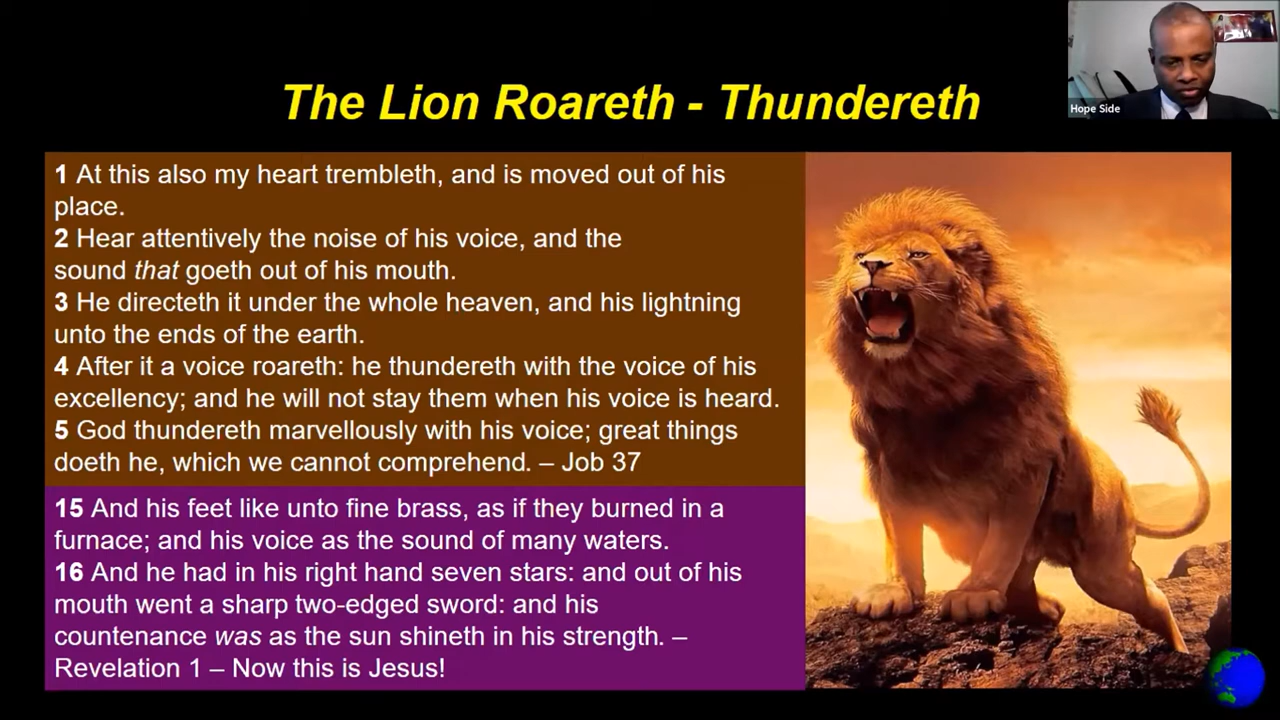 Hope Side
The Lion Roareth - Thundereth
1 At this also my heart trembleth, and is moved out of his
place.
2 Hear attentively the noise of his voice, and the
sound that goeth out of his mouth.
3 He directeth it under the whole heaven, and his lightning
unto the ends of the earth.
4 After it a voice roareth: he thundereth with the voice of his
excellency; and he will not stay them when his voice is heard.
5 God thundereth marvellously with his voice; great things
doeth he, which we cannot comprehend. – Job 37
15 And his feet like unto fine brass, as if they burned in a
furnace; and his voice as the sound of many waters.
16 And he had in his right hand seven stars: and out of his
mouth went a sharp two-edged sword: and his
countenance was as the sun shineth in his strength. –
Revelation 1 – Now this is Jesus!